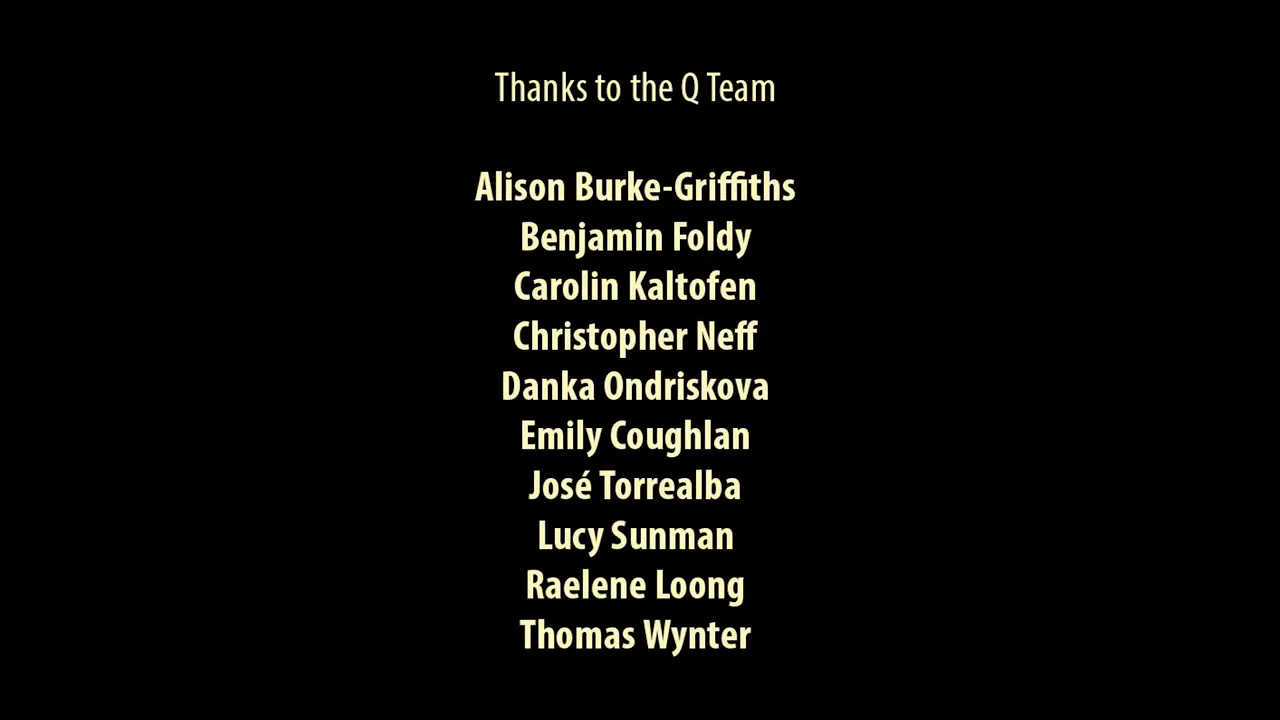 Thanks to the Q Team
Alison Burke-Griffiths
Benjamin Foldy
Carolin Kaltofen
Christopher Neff
Danka Ondriskova
Emily Coughlan
José Torrealba
Lucy Sunman
Raelene Loong
Thomas Wynter